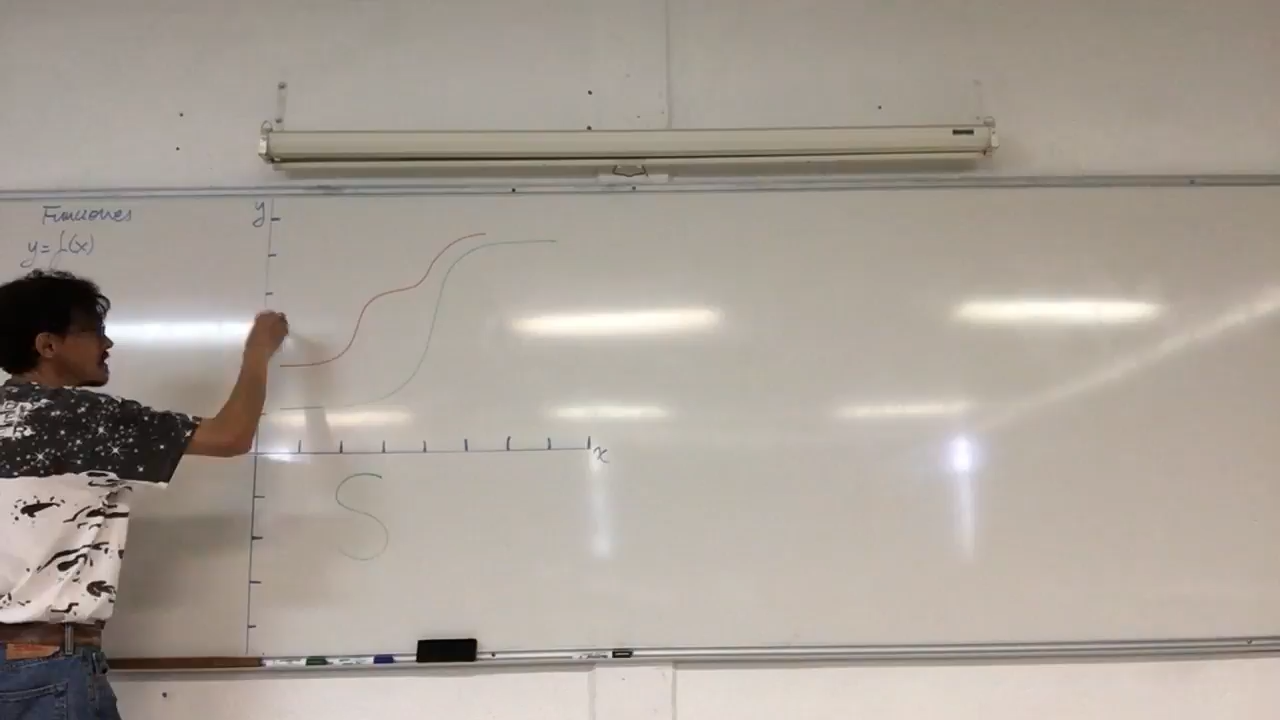 Funciones
y = f(x)
y
x
S